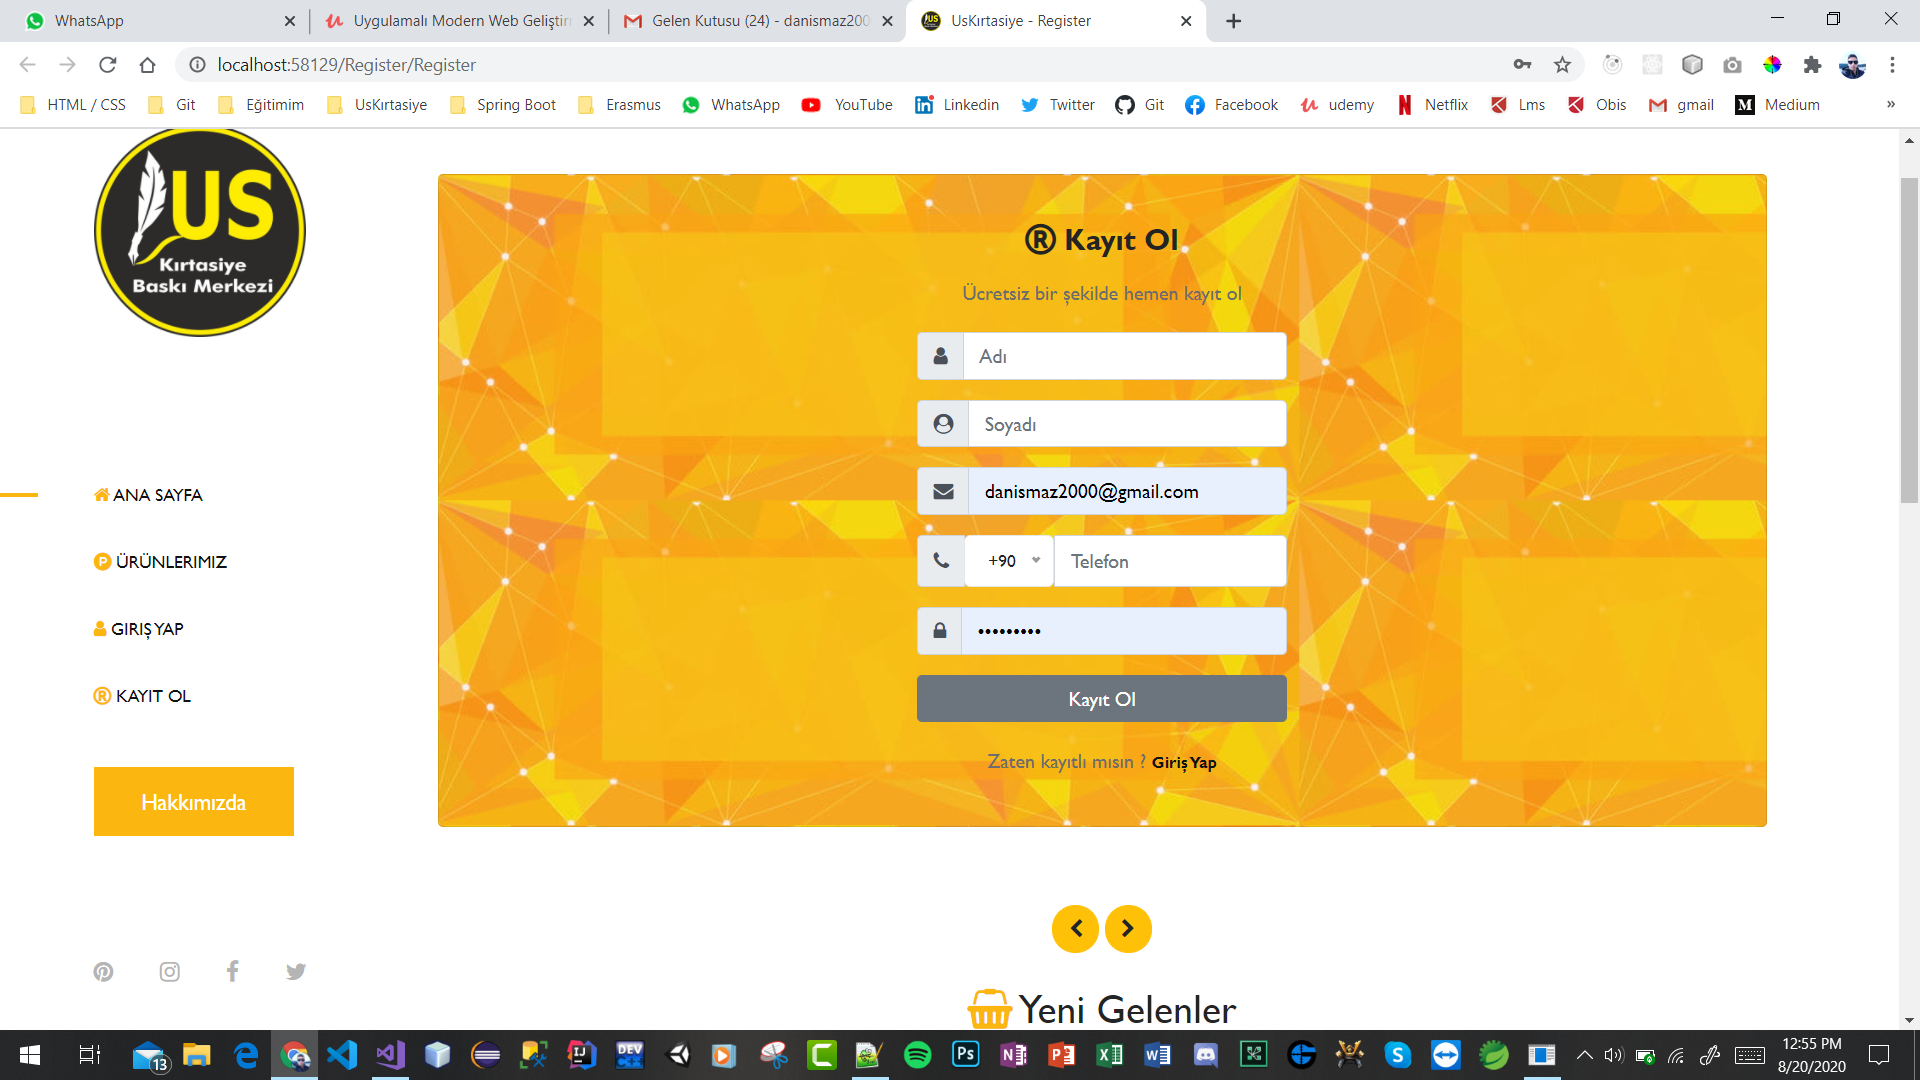 WhatsApp
Uygulamalı Modern Web Geliştirm
Gelen Kutusu (24) - danismaz200
UsKırtasiye - Register
localhost:58129/Register/Register
HTML / CSS
Git
Eğitimim
UsKırtasiye
Spring Boot
Erasmus
WhatsApp
YouTube
Linkedin
Twitter
Git
Facebook
udemy
Netflix
Lms
Obis
gmail
Medium
»
US
Kırtasiye
Baskı Merkezi
ANA SAYFA
ÜRÜNLERIMIZ
GIRIŞ YAP
KAYIT OL
Hakkımızda
® Kayıt Ol
Ücretsiz bir şekilde hemen kayıt ol
Adı
Soyadı
danismaz2000@gmail.com
+90
Telefon
•••••••••
Kayıt Ol
Zaten kayıtlı mısın ? Giriş Yap
Yeni Gelenler
13
12:55 PM
8/20/2020